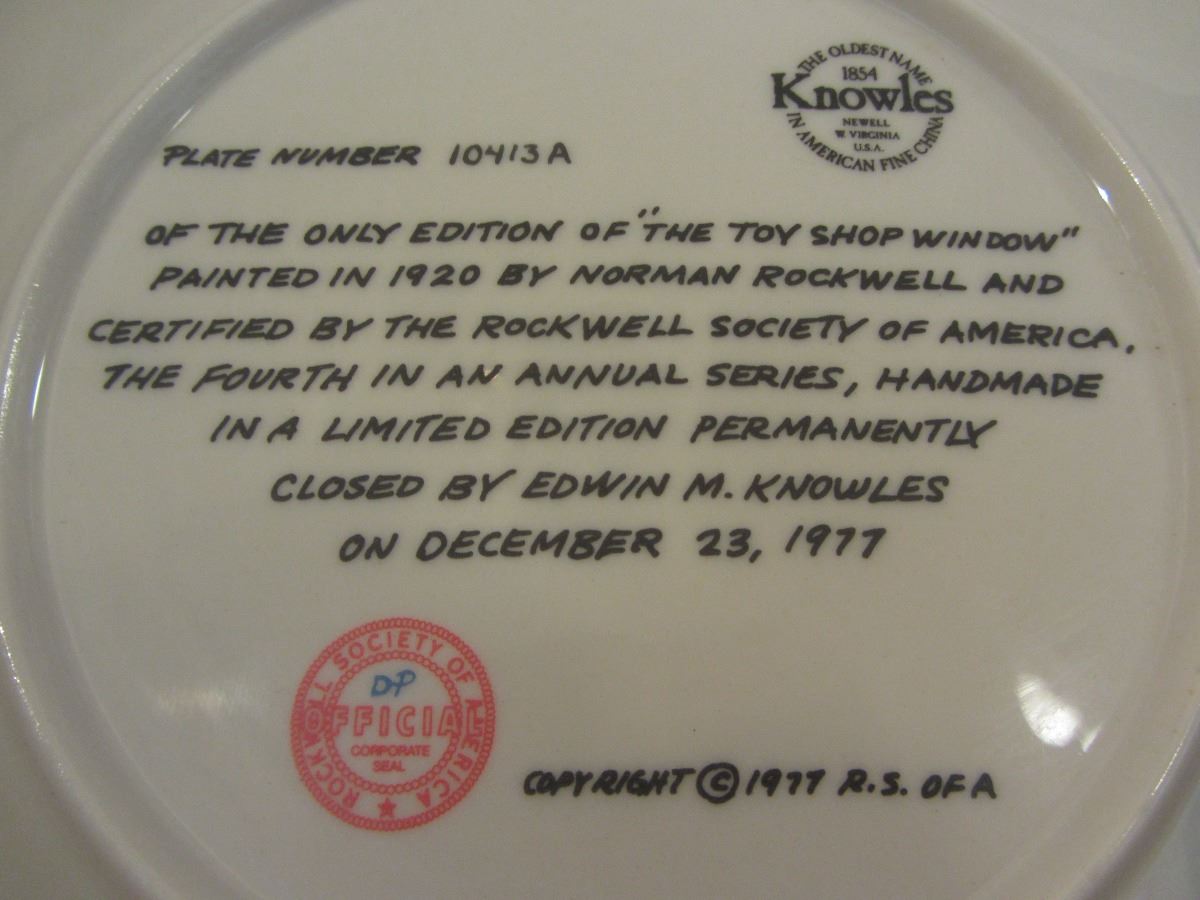 THE OLDEST NAME
1854
Knowles
NEWELL
W. VIRGINIA
U.S.A.
IN AMERICAN FINE CHINA
PLATE NUMBER 10413A
OF THE ONLY EDITION OF "THE TOY SHOP WINDOW"
PAINTED IN 1920 BY NORMAN ROCKWELL AND
CERTIFIED BY THE ROCKWELL SOCIETY OF AMERICA.
THE FOURTH IN AN ANNUAL SERIES, HANDMADE
IN A LIMITED EDITION PERMANENTLY
CLOSED BY EDWIN M. KNOWLES
ON DECEMBER 23, 1977
ROCKWELL SOCIETY OF AMERICA
DP
OFFICIAL
CORPORATE
SEAL
COPYRIGHT © 1977 R.S. OF A